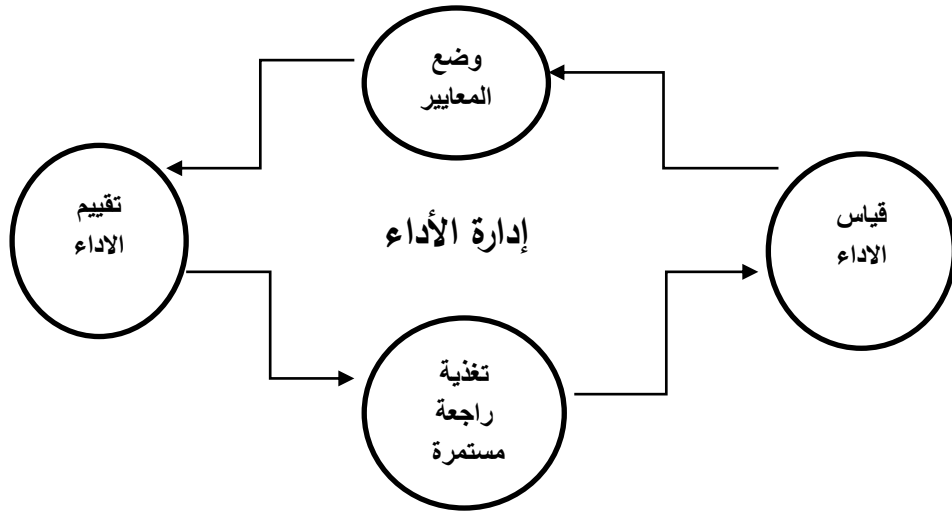 وضع
المعايير
قياس
الاداء
إدارة الأداء
تقييم
الاداء
تغذية
راجعة
مستمرة